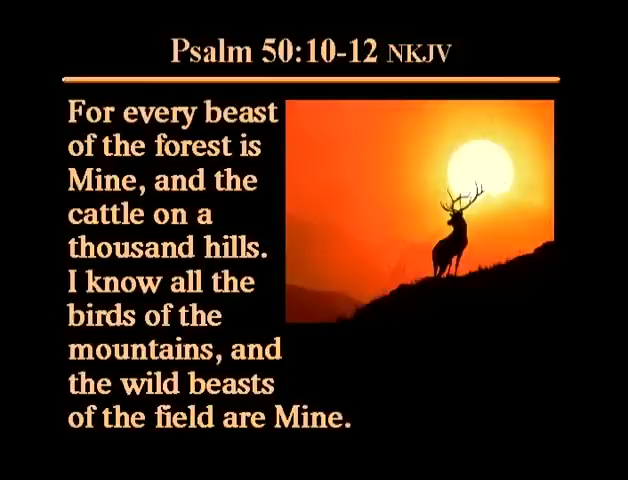 Psalm 50:10-12 NKJV
For every beast
of the forest is
Mine, and the
cattle on a
thousand hills.
I know all the
birds of the
mountains, and
the wild beasts
of the field are Mine.